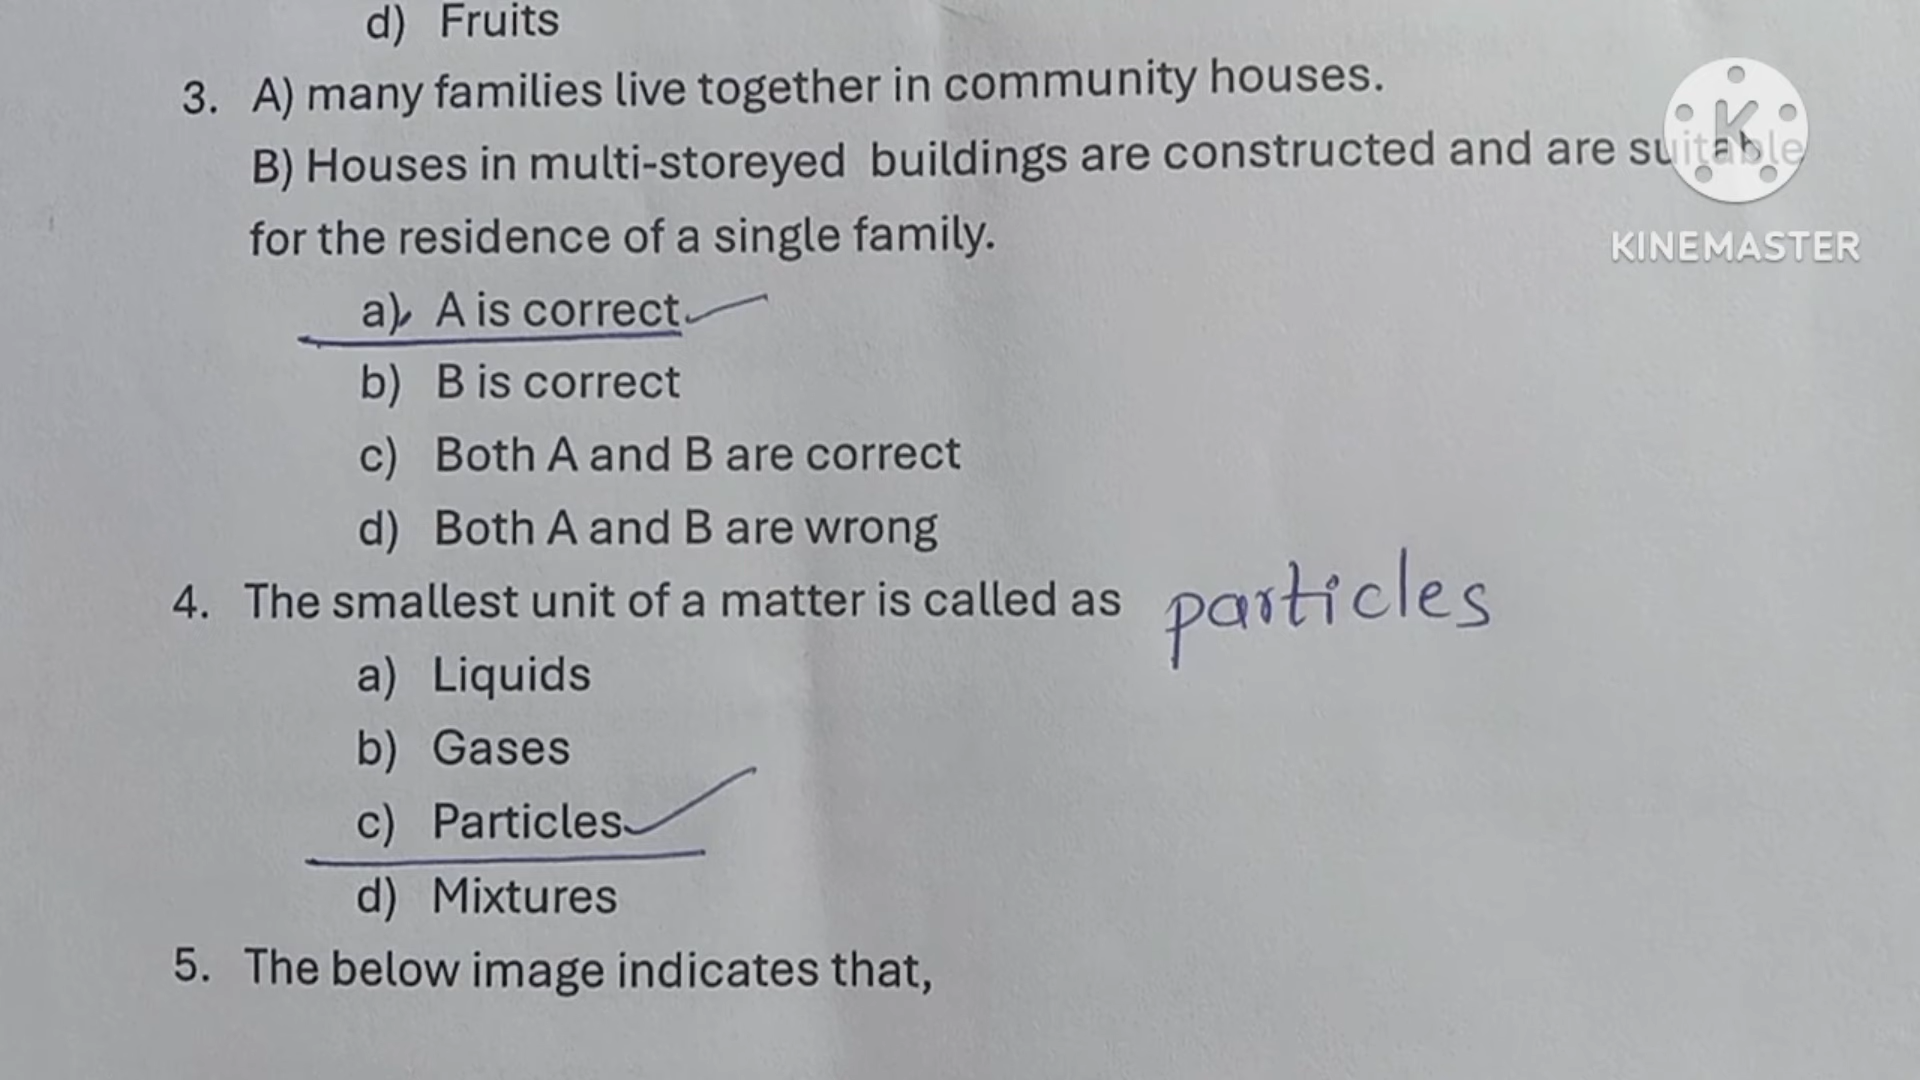 d) Fruits
3. A) many families live together in community houses.
B) Houses in multi-storeyed buildings are constructed and are suitable
for the residence of a single family.
a) A is correct
b) B is correct
c) Both A and B are correct
d) Both A and B are wrong
4. The smallest unit of a matter is called as particles
a) Liquids
b) Gases
c) Particles
d) Mixtures
5. The below image indicates that,
K
KINEMASTER